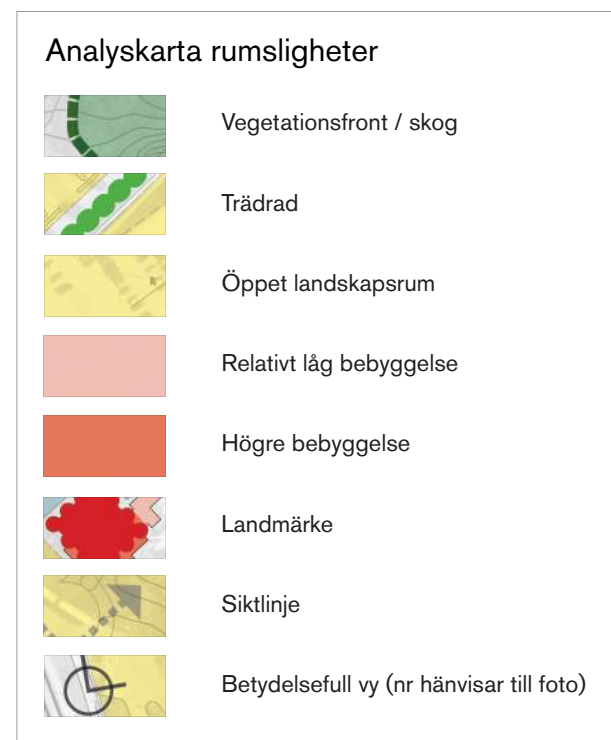 Analyskarta rumsligheter
Vegetationsfront / skog
Trädrad
Öppet landskapsrum
Relativt låg bebyggelse
Högre bebyggelse
Landmärke
Siktlinje
Betydelsefull vy (nr hänvisar till foto)